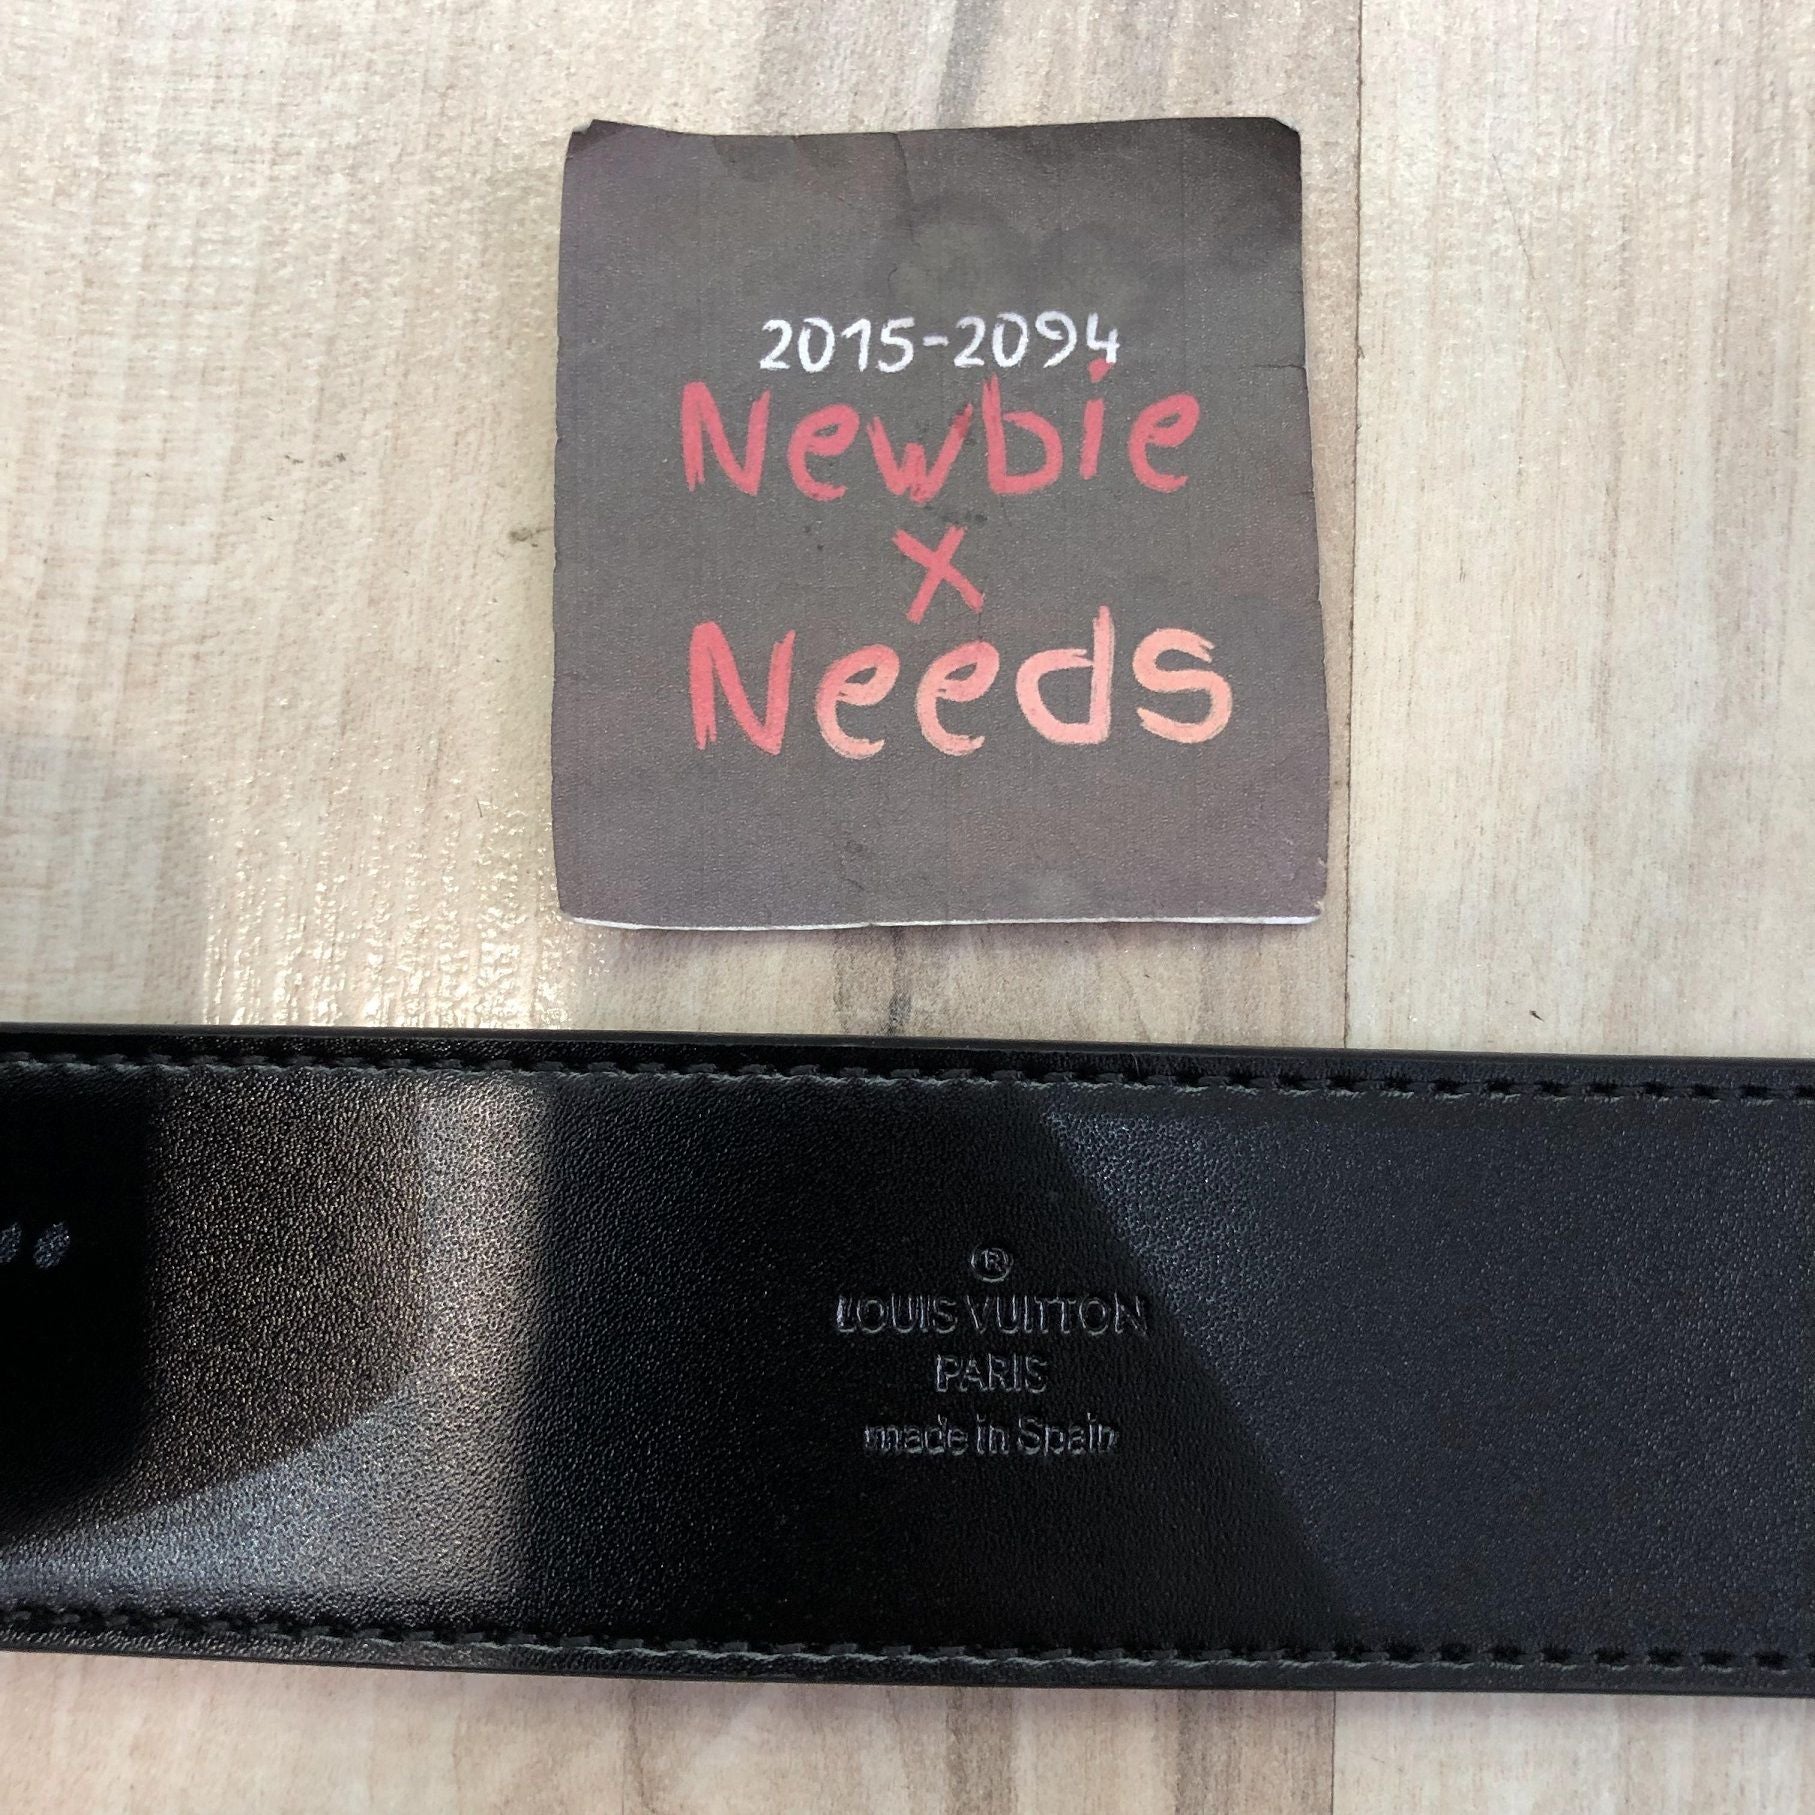 2015-2094
Newbie
x
Needs
®
LOUIS VUITTON
PARIS
made in Spain